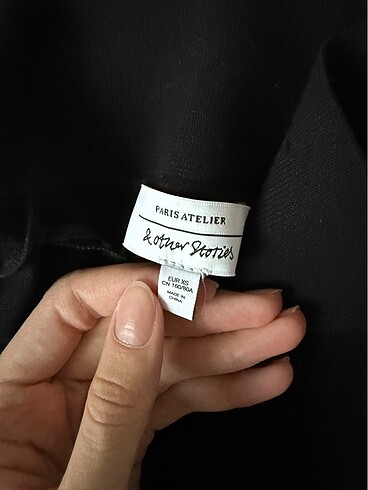 PARIS ATELIER
& other Stories
EUR XS
CN 160/80A
MADE IN
CHINA